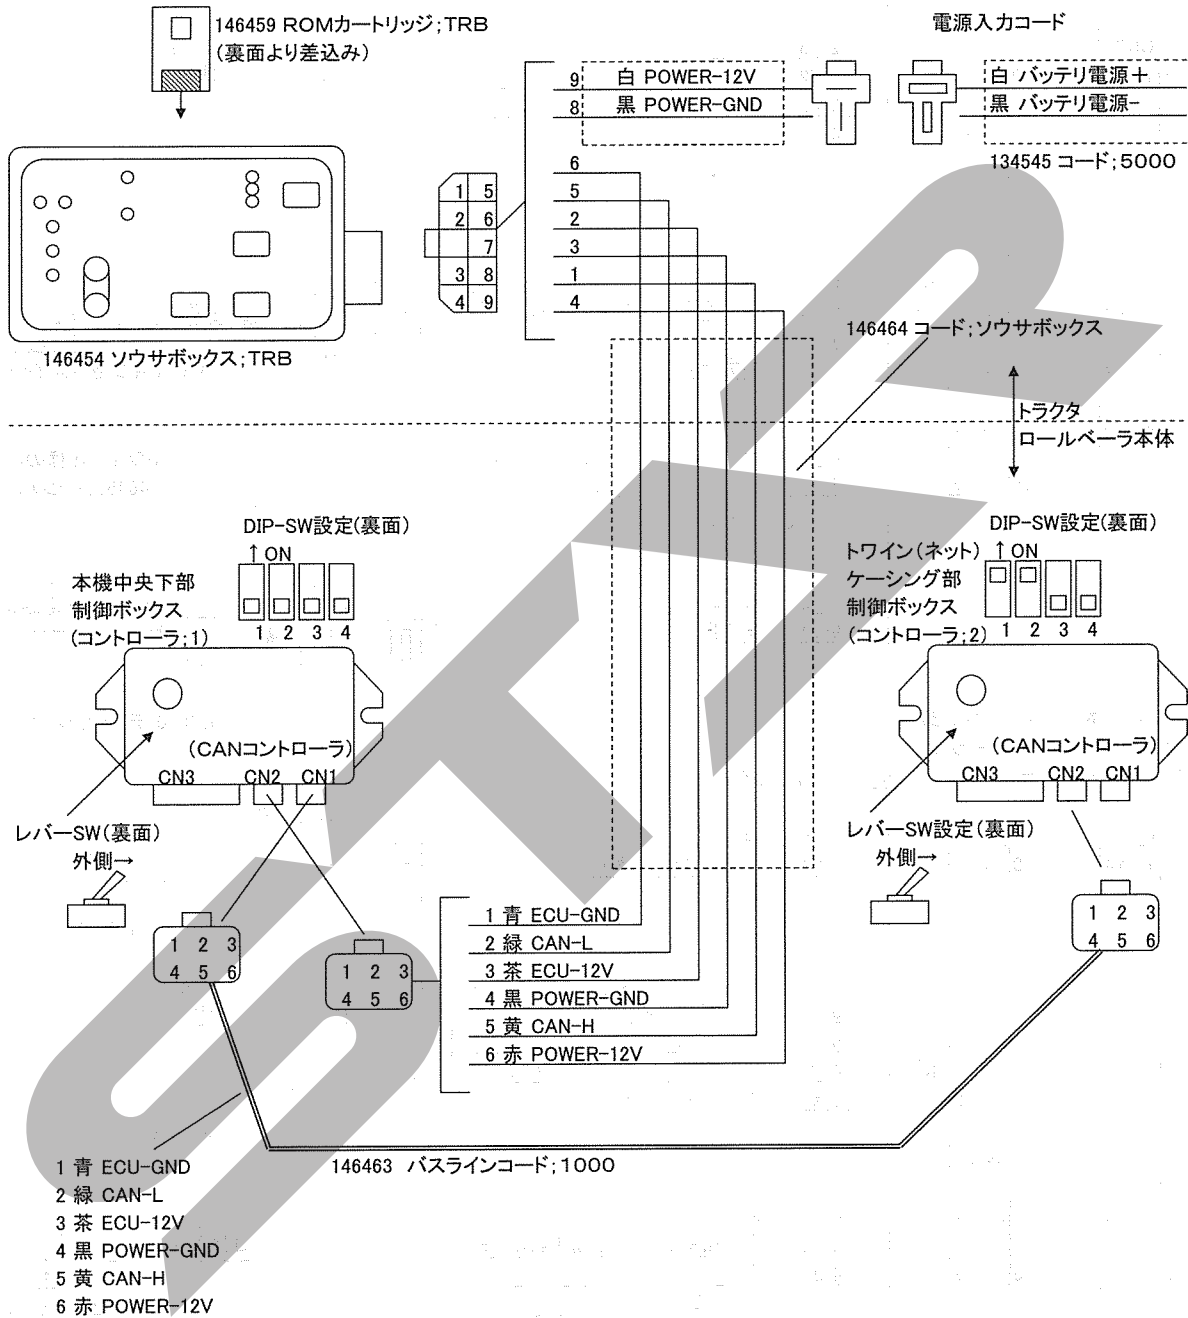 146459 ROMカートリッジ;TRB
(裏面より差込み)
電源入力コード
9 白 POWER-12V
8 黒 POWER-GND
白 バッテリ電源+
黒 バッテリ電源-
134545 コード;5000
6
5
2
3
1
4
1 5
2 6
7
3 8
4 9
146454 ソウサボックス;TRB
146464 コード;ソウサボックス
トラクタ
ロールベーラ本体
DIP-SW設定(裏面)
↑ ON
本機中央下部
制御ボックス
(コントローラ;1)
1 2 3 4
(CANコントローラ)
CN3 CN2 CN1
レバーSW(裏面)
外側→
DIP-SW設定(裏面)
↑ ON
トワイン(ネット)
ケーシング部
制御ボックス
(コントローラ;2)
1 2 3 4
(CANコントローラ)
CN3 CN2 CN1
レバーSW設定(裏面)
外側→
1 2 3
4 5 6
1 2 3
4 5 6
1 2 3
4 5 6
1 青 ECU-GND
2 緑 CAN-L
3 茶 ECU-12V
4 黒 POWER-GND
5 黄 CAN-H
6 赤 POWER-12V
146463 バスラインコード;1000
1 青 ECU-GND
2 緑 CAN-L
3 茶 ECU-12V
4 黒 POWER-GND
5 黄 CAN-H
6 赤 POWER-12V
STAR